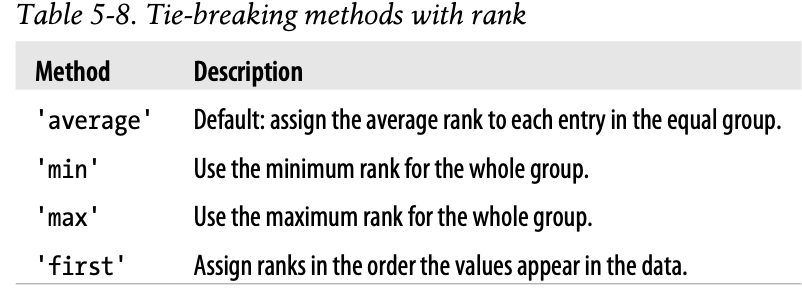 Table 5-8. Tie-breaking methods with rank
Method Description
'average' Default: assign the average rank to each entry in the equal group.
'min' Use the minimum rank for the whole group.
'max' Use the maximum rank for the whole group.
'first' Assign ranks in the order the values appear in the data.